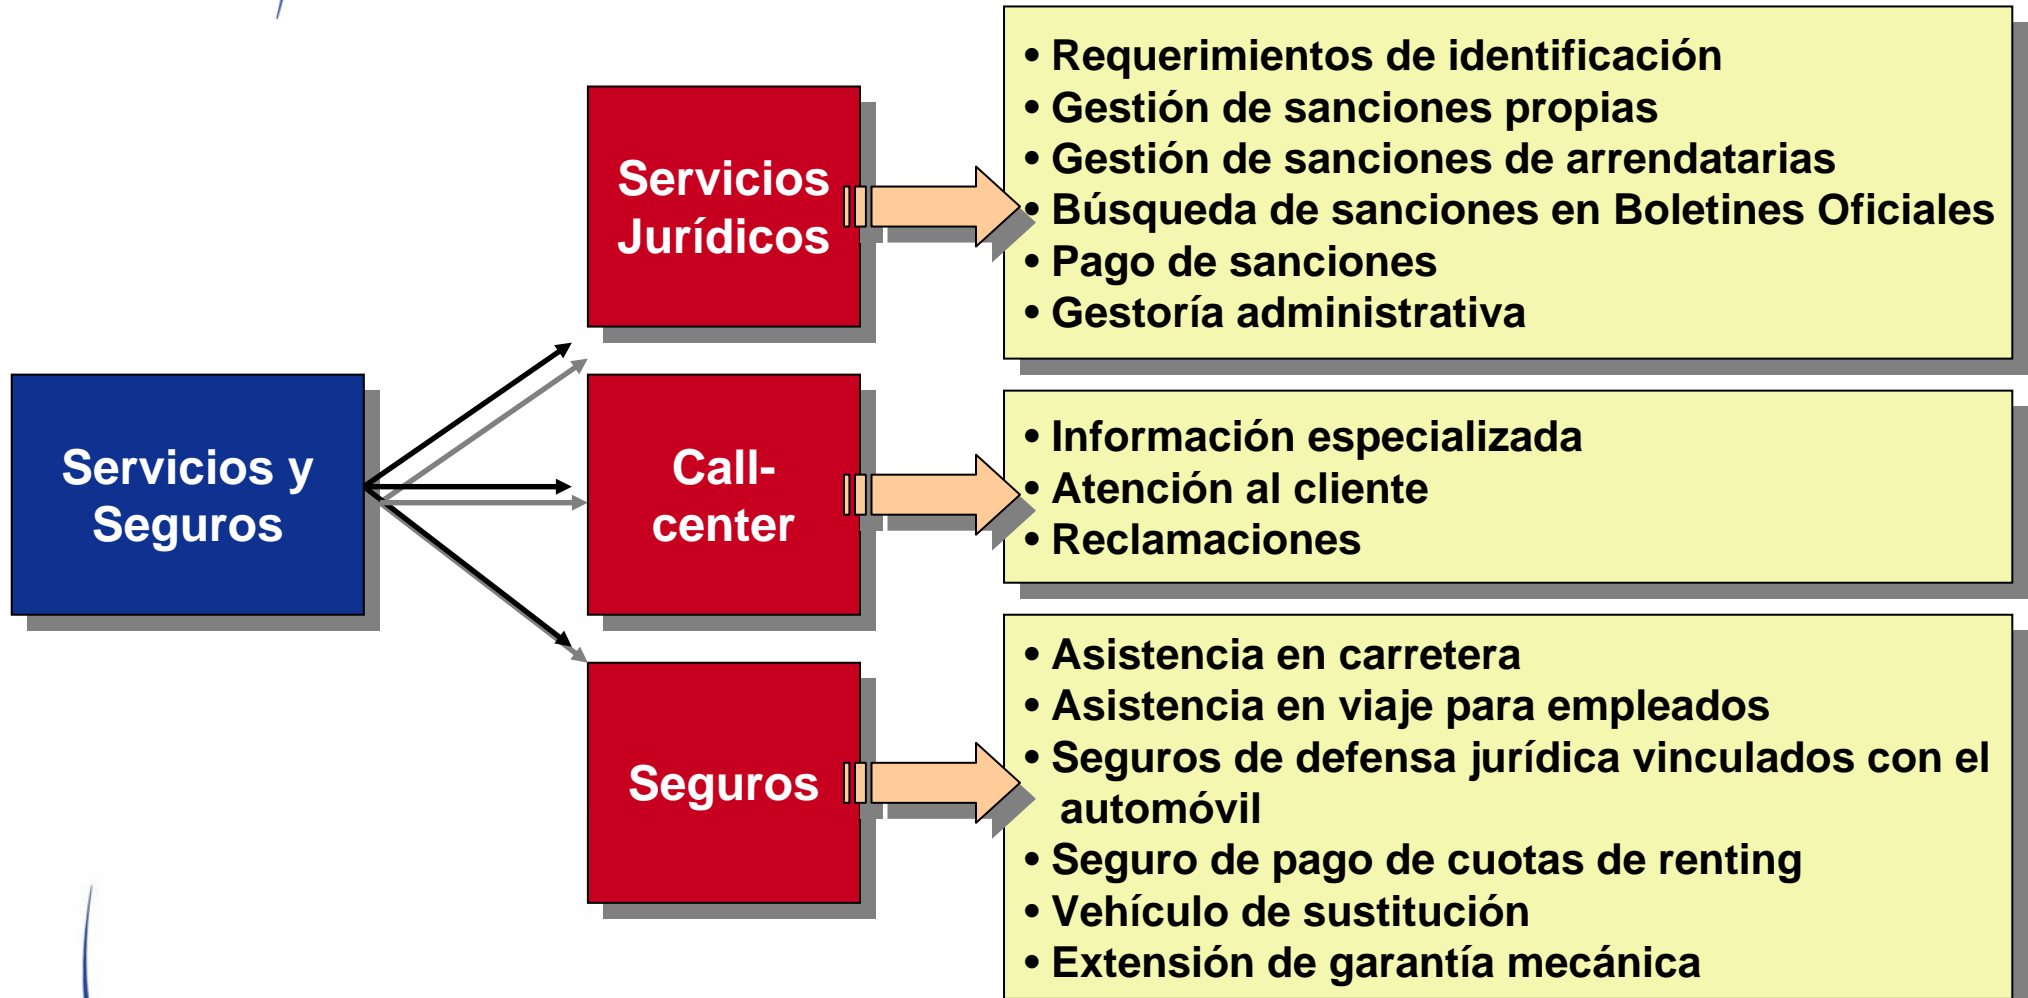 Servicios y
Seguros
Servicios
Jurídicos
• Requerimientos de identificación
• Gestión de sanciones propias
• Gestión de sanciones de arrendatarias
• Búsqueda de sanciones en Boletines Oficiales
• Pago de sanciones
• Gestoría administrativa
Call-
center
• Información especializada
• Atención al cliente
• Reclamaciones
Seguros
• Asistencia en carretera
• Asistencia en viaje para empleados
• Seguros de defensa jurídica vinculados con el
automóvil
• Seguro de pago de cuotas de renting
• Vehículo de sustitución
• Extensión de garantía mecánica